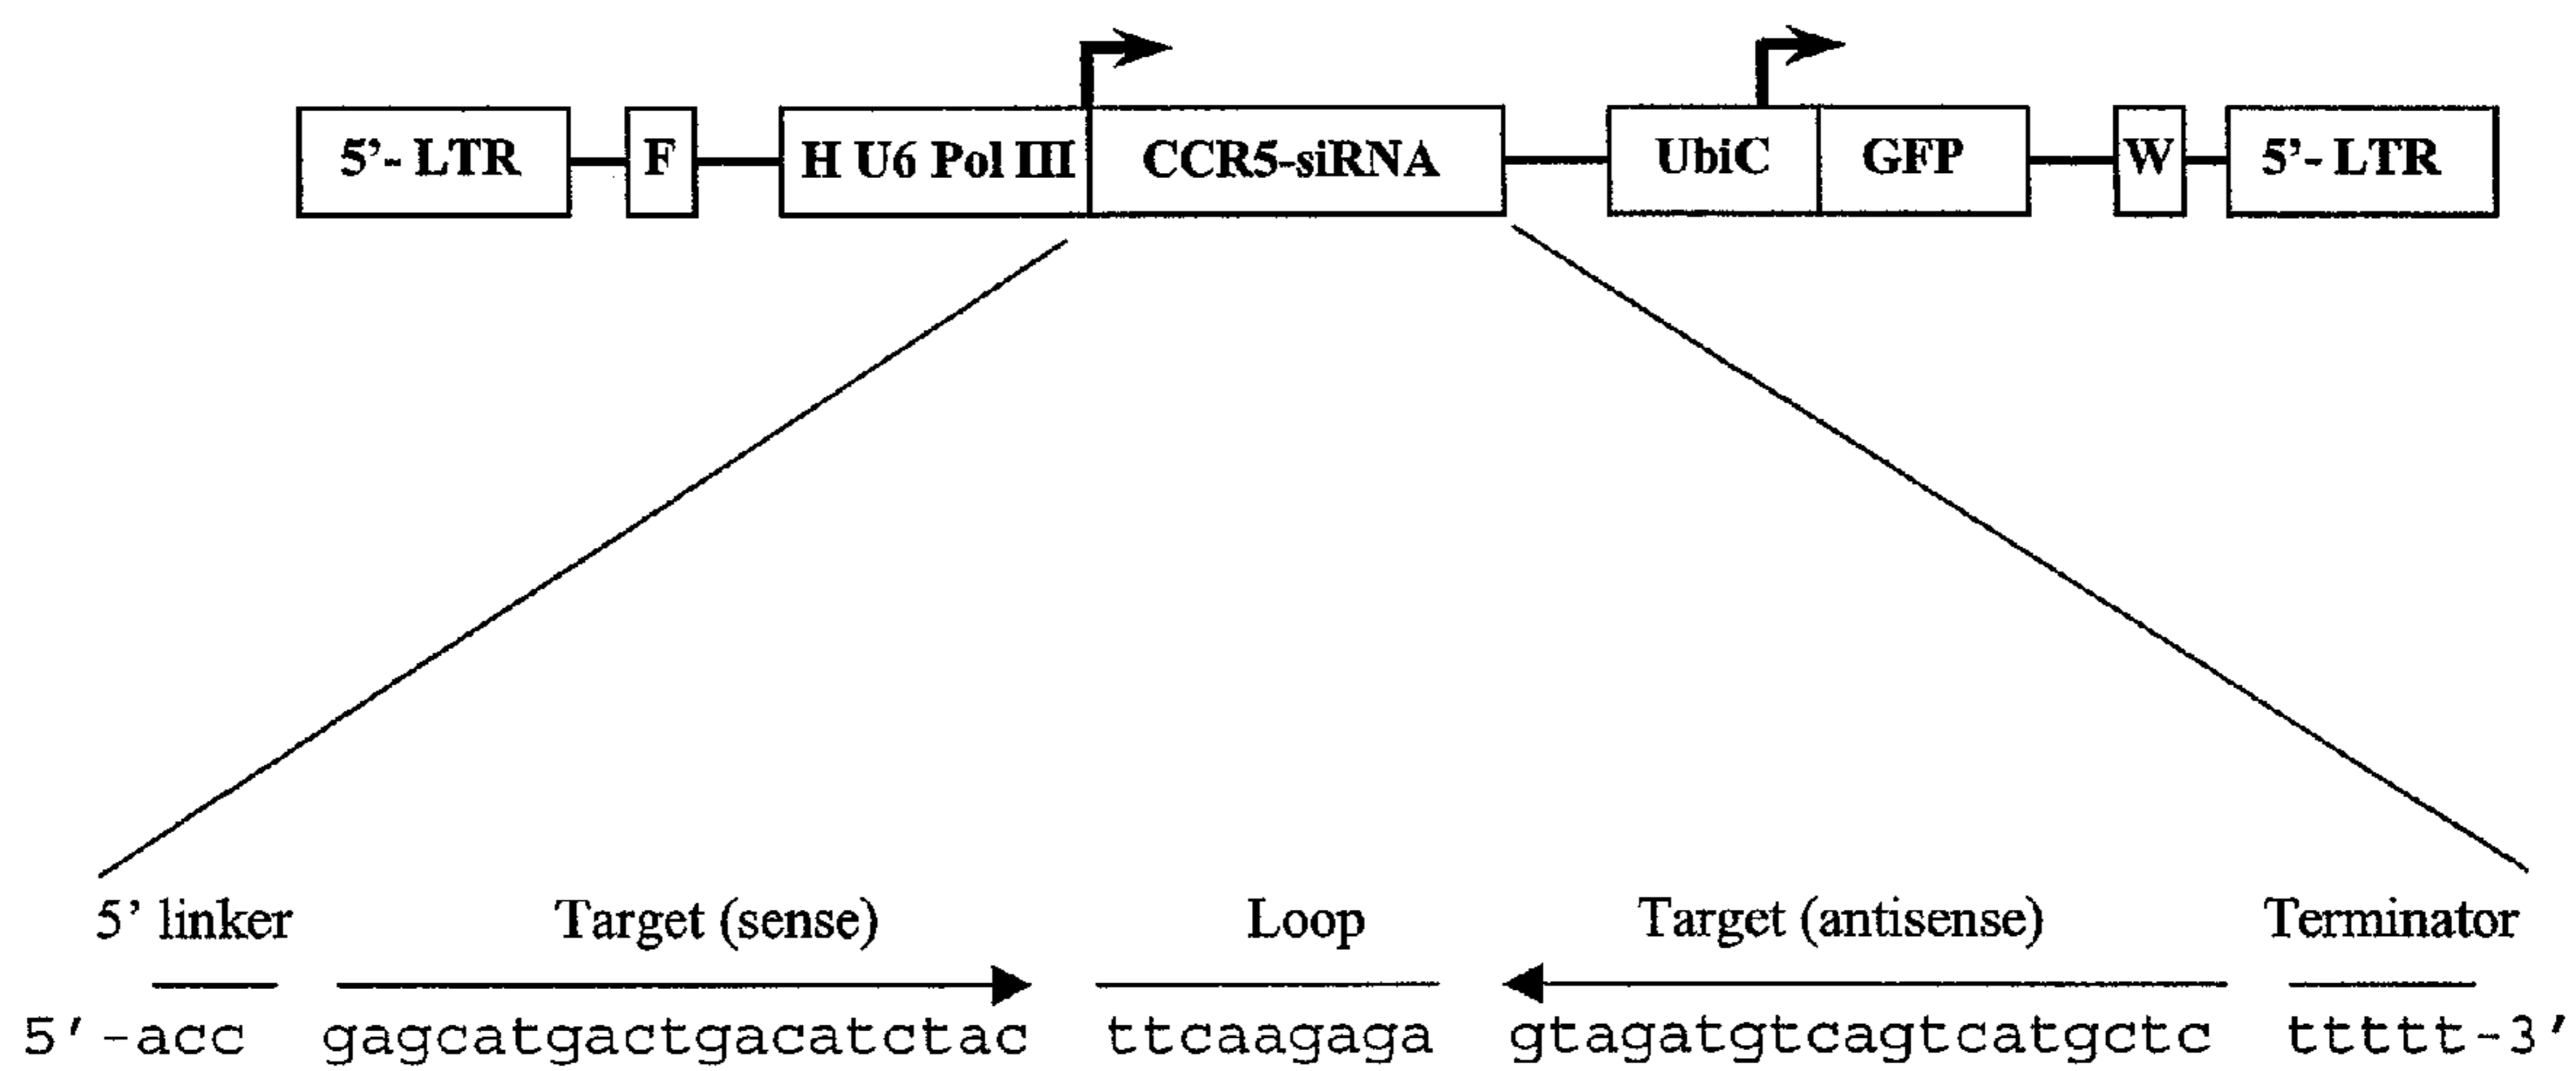 5’- LTR F H U6 Pol III CCR5-siRNA UbiC GFP W 5’- LTR
5’ linker Target (sense) Loop Target (antisense) Terminator
5′-acc gagcatgactgacatctac ttcaagaga gtagatgtcagtcatgctc ttttt-3′